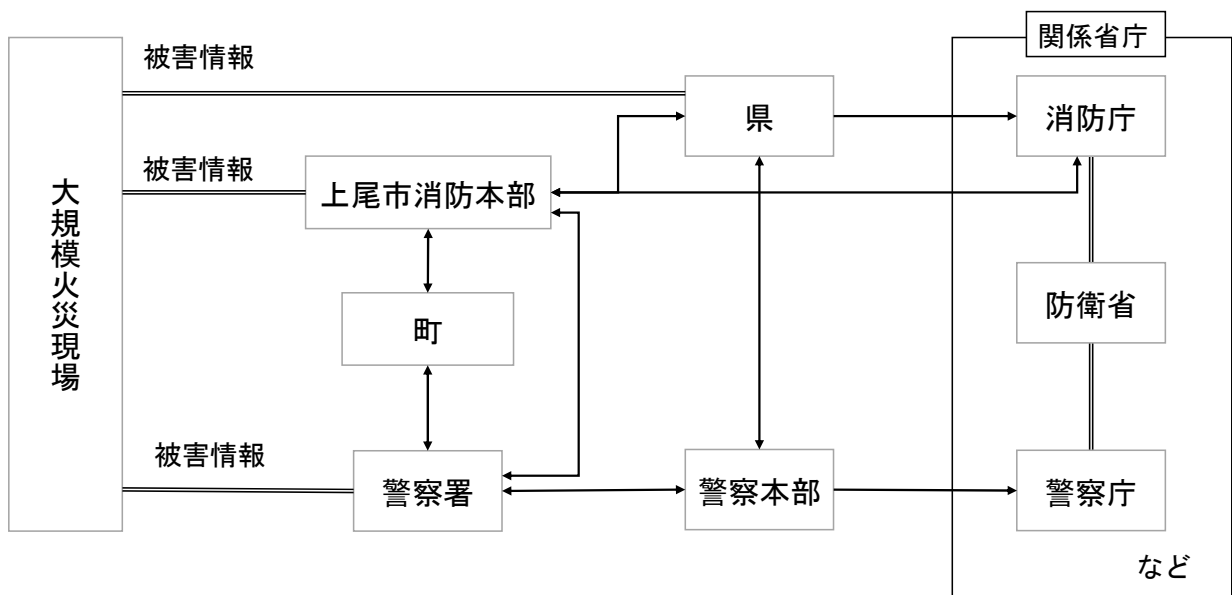 関係省庁
被害情報
県
消防庁
被害情報
上尾市消防本部
大規模火災現場
防衛省
町
被害情報
警察署
警察本部
警察庁
など